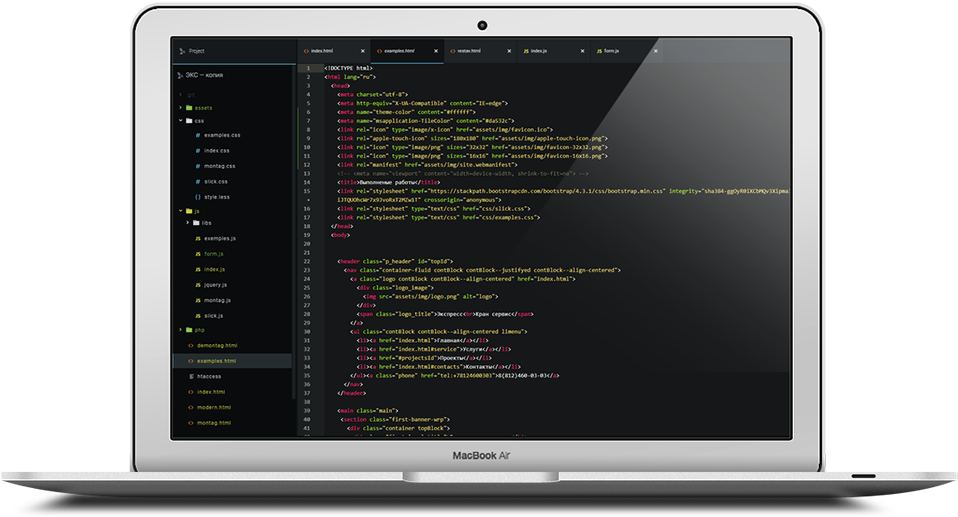 Project
index.html × examples.html × restav.html × index.js × form.js ×
ЭКС — копия
.git
assets
css
examples.css
index.css
montag.css
slick.css
style.less
js
libs
examples.js
form.js
index.js
jquery.js
montag.js
slick.js
php
demontag.html
examples.html
htaccess
index.html
modern.html
montag.html
1 <!DOCTYPE html>
2 <html lang="ru">
3 <head>
4 <meta charset="utf-8">
5 <meta http-equiv="X-UA-Compatible" content="IE=edge">
6 <meta name="theme-color" content="#ffffff">
7 <meta name="msapplication-TileColor" content="#da532c">
8 <link rel="icon" type="image/x-icon" href="assets/img/favicon.ico">
9 <link rel="apple-touch-icon" sizes="180x180" href="assets/img/apple-touch-icon.png">
10 <link rel="icon" type="image/png" sizes="32x32" href="assets/img/favicon-32x32.png">
11 <link rel="icon" type="image/png" sizes="16x16" href="assets/img/favicon-16x16.png">
12 <link rel="manifest" href="assets/img/site.webmanifest">
13 <!-- <meta name="viewport" content="width=device-width, shrink-to-fit=no"> -->
14 <title>Выполненые работы</title>
15 <link rel="stylesheet" href="https://stackpath.bootstrapcdn.com/bootstrap/4.3.1/css/bootstrap.min.css" integrity="sha384-ggOyR0iXCbMQv3Xipma
• 1JTQUOhcWr7x9JvoRxT2MZw1T" crossorigin="anonymous">
16 <link rel="stylesheet" type="text/css" href="css/slick.css">
17 <link rel="stylesheet" type="text/css" href="css/examples.css">
18 </head>
19 <body>
20
21
22 <header class="p_header" id="topId">
23 <nav class="container-fluid contBlock contBlock--justifyed contBlock--align-centered">
24 <a class="logo contBlock contBlock--align-centered" href="index.html">
25 <div class="logo_image">
26 <img src="assets/img/logo.png" alt="logo">
27 </div>
28 <span class="logo_title">Экспресс<br>Кран сервис</span>
29 </a>
30 <ul class="contBlock contBlock--align-centered limenu">
31 <li><a href="index.html">Главная</a></li>
32 <li><a href="index.html#service">Услуги</a></li>
33 <li><a href="#projectsId">Проекты</a></li>
34 <li><a href="index.html#contacts">Контакты</a></li>
35 </ul><a class="phone" href="tel:+78124600303">8(812)460-03-03</a>
36 </nav>
37 </header>
38
39 <main class="main">
40 <section class="first-banner-wrp">
41 <div class="container topBlock">
MacBook Air